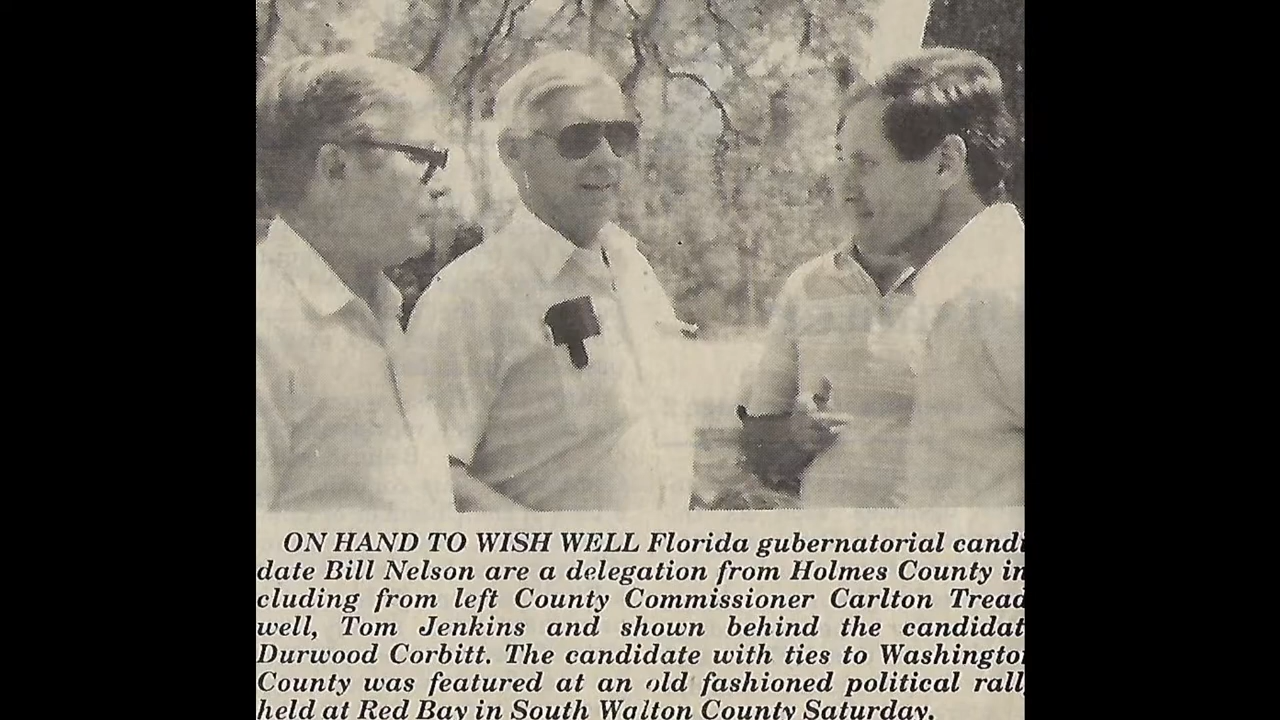 ON HAND TO WISH WELL Florida gubernatorial candi
date Bill Nelson are a delegation from Holmes County in
cluding from left County Commissioner Carlton Tread
well, Tom Jenkins and shown behind the candidat
Durwood Corbitt. The candidate with ties to Washington
County was featured at an old fashioned political rally
held at Red Bay in South Walton County Saturday.